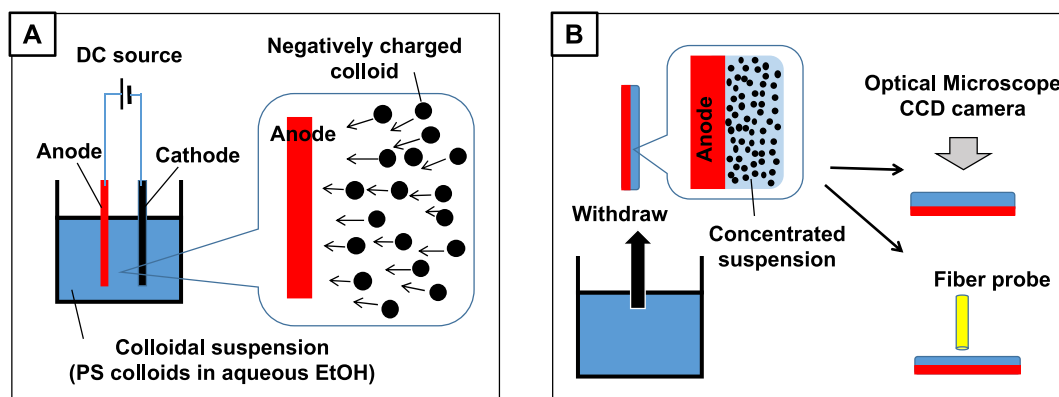 A
DC source
Anode
Cathode
Negatively charged
colloid
Anode
Colloidal suspension
(PS colloids in aqueous EtOH)
B
Anode
Withdraw
Concentrated
suspension
Optical Microscope
CCD camera
Fiber probe